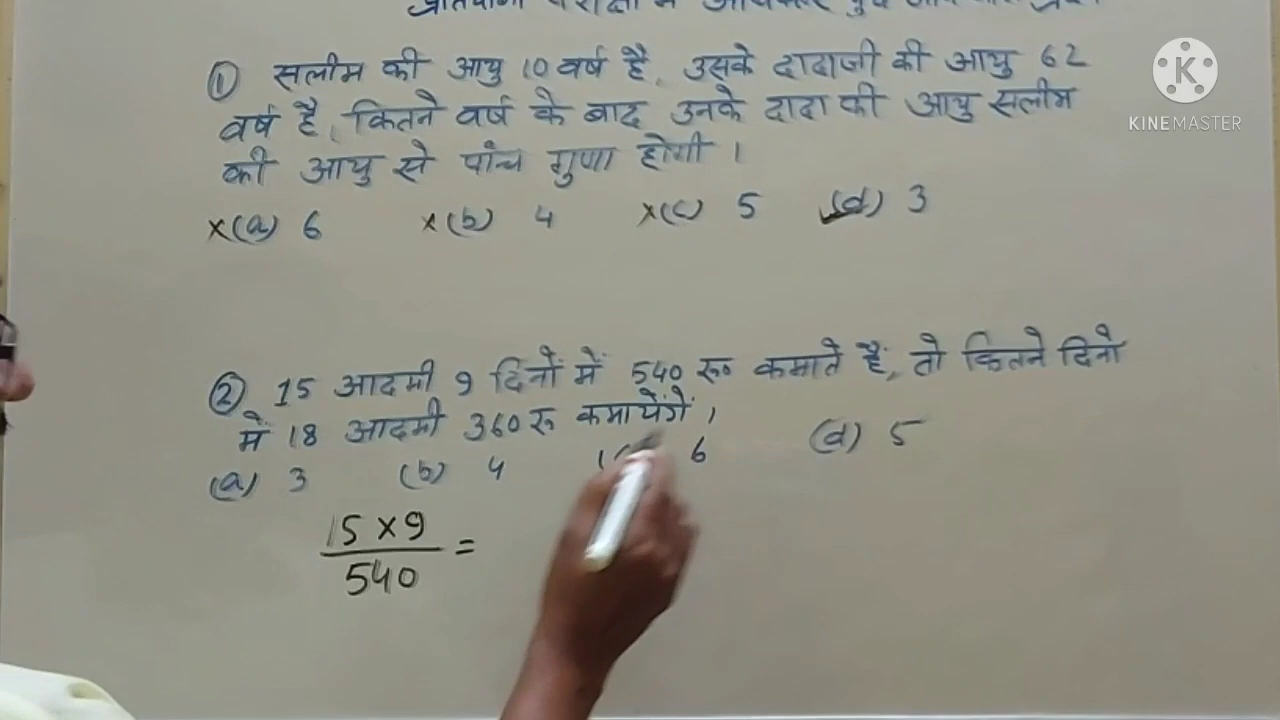 ① सलीम की आयु 10 वर्ष है, उसके दादाजी की आयु 62
वर्ष है, कितने वर्ष के बाद उनके दादा की आयु सलीम
की आयु से पांच गुणा होगी ।
×(a) 6 ×(b) 4 ×(c) 5 (d) 3
② 15 आदमी 9 दिनों में 540 रू० कमाते हैं, तो कितने दिनो
में 18 आदमी 360 रू कमायेंगें ।
(a) 3 (b) 4 6 (d) 5
15 × 9
540 =
K
KINEMASTER